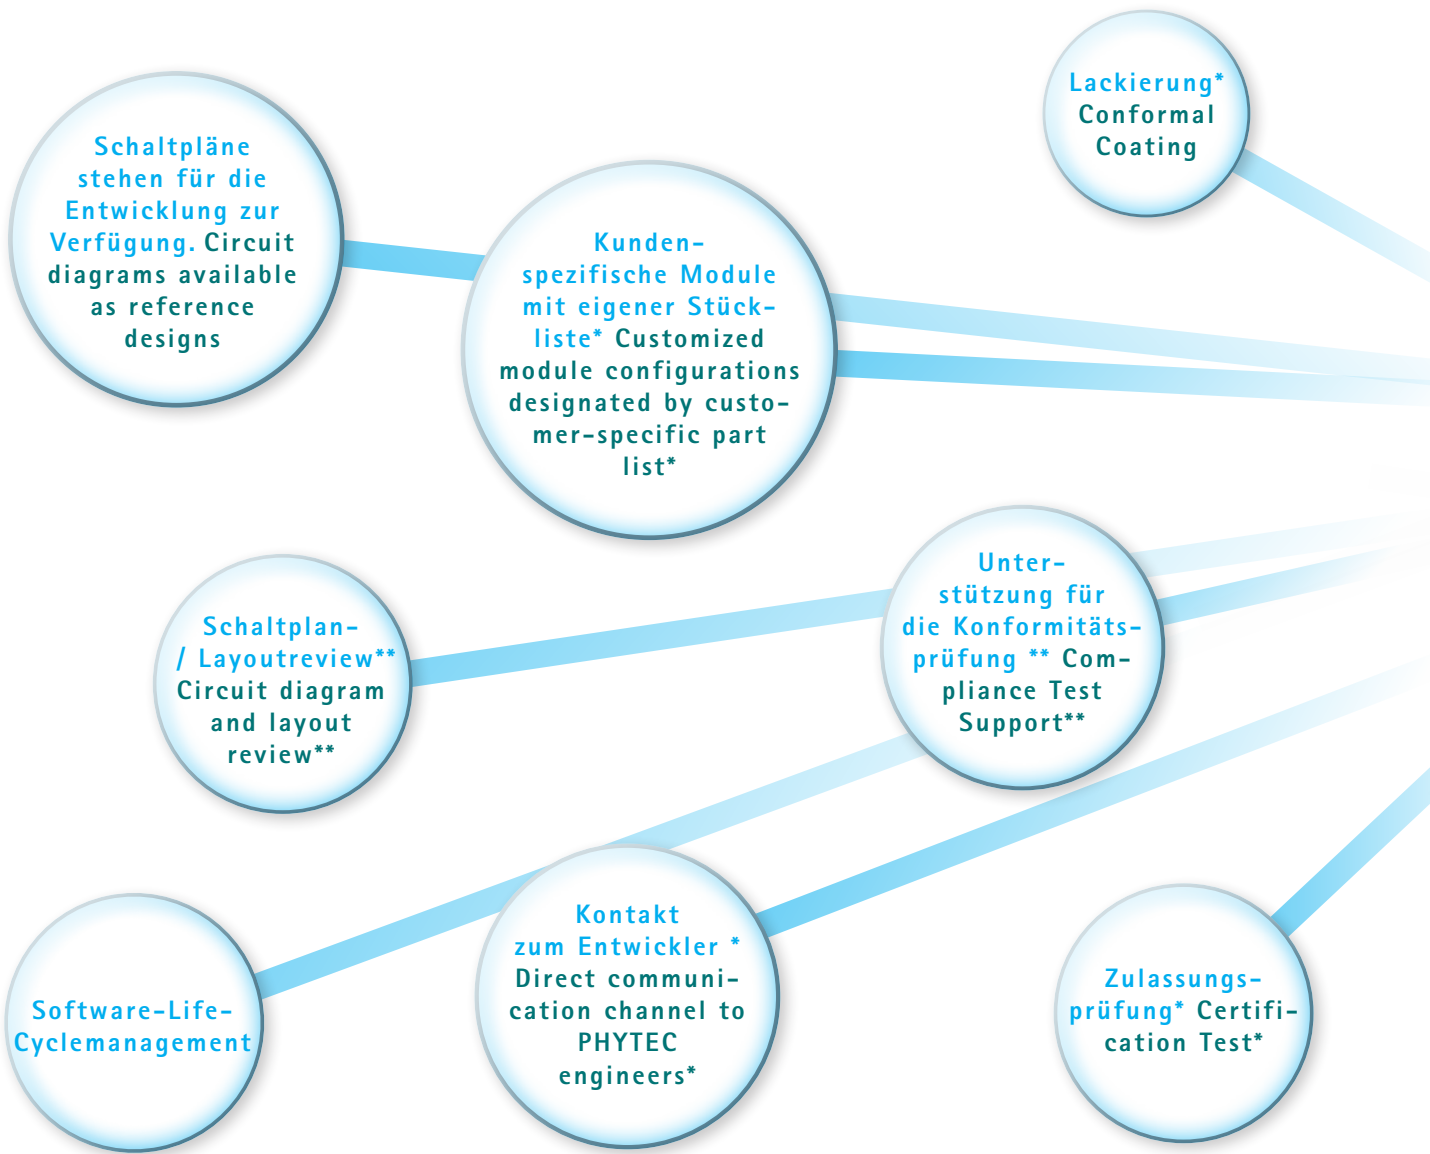 Lackierung*
Conformal
Coating
Schaltpläne
stehen für die
Entwicklung zur
Verfügung. Circuit
diagrams available
as reference
designs
Kunden-
spezifische Module
mit eigener Stück-
liste* Customized
module configurations
designated by custo-
mer-specific part
list*
Unter-
stützung für
die Konformitäts-
prüfung ** Com-
pliance Test
Support**
Schaltplan-
/ Layoutreview**
Circuit diagram
and layout
review**
Kontakt
zum Entwickler *
Direct communi-
cation channel to
PHYTEC
engineers*
Software-Life-
Cyclemanagement
Zulassungs-
prüfung* Certifi-
cation Test*